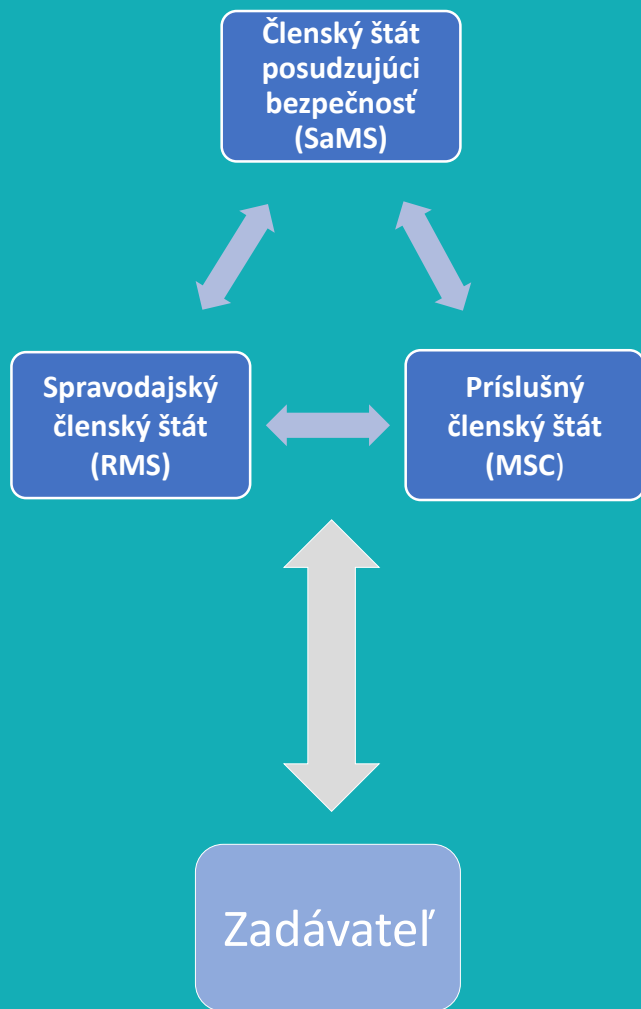 Členský štát
posudzujúci
bezpečnosť
(SaMS)
Spravodajský
členský štát
(RMS)
Príslušný
členský štát
(MSC)
Zadávateľ